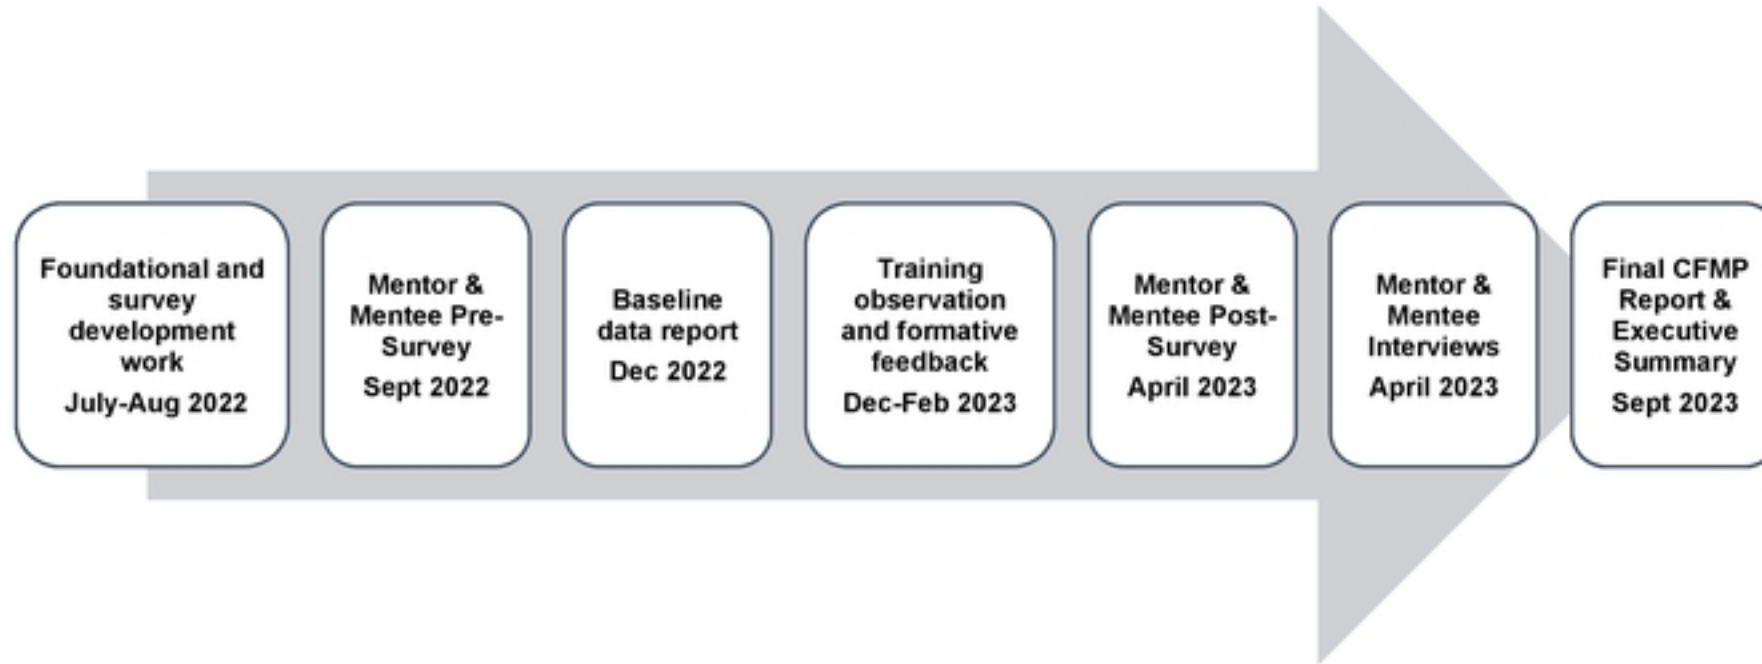 Foundational and
survey
development
work
July-Aug 2022
Mentor &
Mentee Pre-
Survey
Sept 2022
Baseline
data report
Dec 2022
Training
observation
and formative
feedback
Dec-Feb 2023
Mentor &
Mentee Post-
Survey
April 2023
Mentor &
Mentee
Interviews
April 2023
Final CFMP
Report &
Executive
Summary
Sept 2023